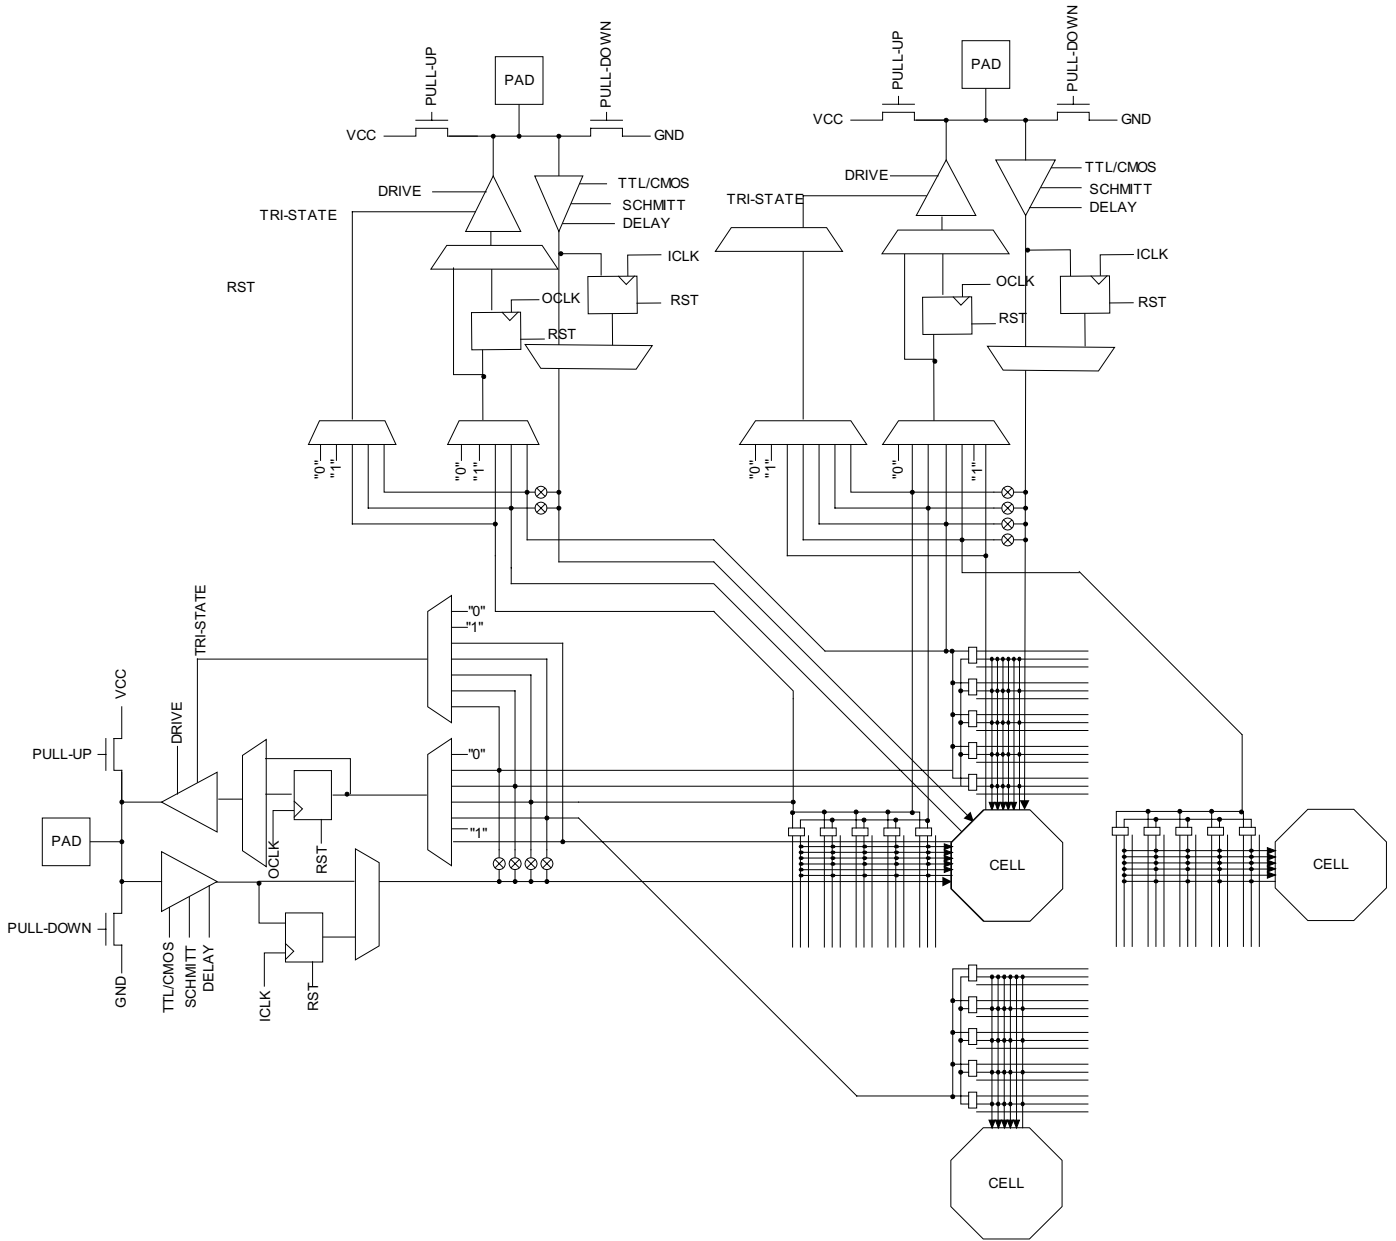 PULL-UP
PAD
PULL-DOWN
VCC
GND
DRIVE
TTL/CMOS
SCHMITT
DELAY
TRI-STATE
ICLK
RST
OCLK
RST
RST
"0"
"1"
"0"
"1"
PULL-UP
PAD
PULL-DOWN
VCC
GND
DRIVE
TTL/CMOS
SCHMITT
DELAY
TRI-STATE
ICLK
OCLK
RST
RST
"0"
"1"
"0"
"1"
TRI-STATE
"0"
"1"
VCC
DRIVE
PULL-UP
"0"
"1"
PAD
OCLK
RST
PULL-DOWN
GND
TTL/CMOS
SCHMITT
DELAY
ICLK
RST
CELL
CELL
CELL